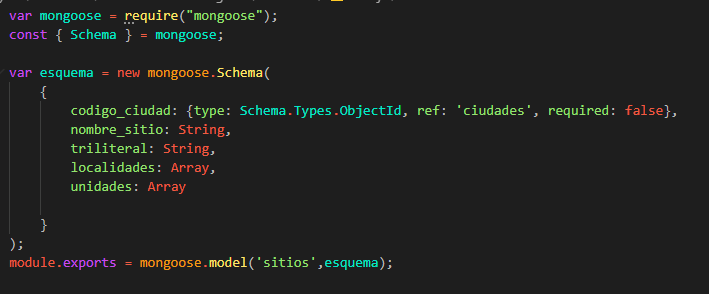 var mongoose = require("mongoose");
const { Schema } = mongoose;
var esquema = new mongoose.Schema(
{
codigo_ciudad: {type: Schema.Types.ObjectId, ref: 'ciudades', required: false},
nombre_sitio: String,
triliteral: String,
localidades: Array,
unidades: Array
}
);
module.exports = mongoose.model('sitios',esquema);